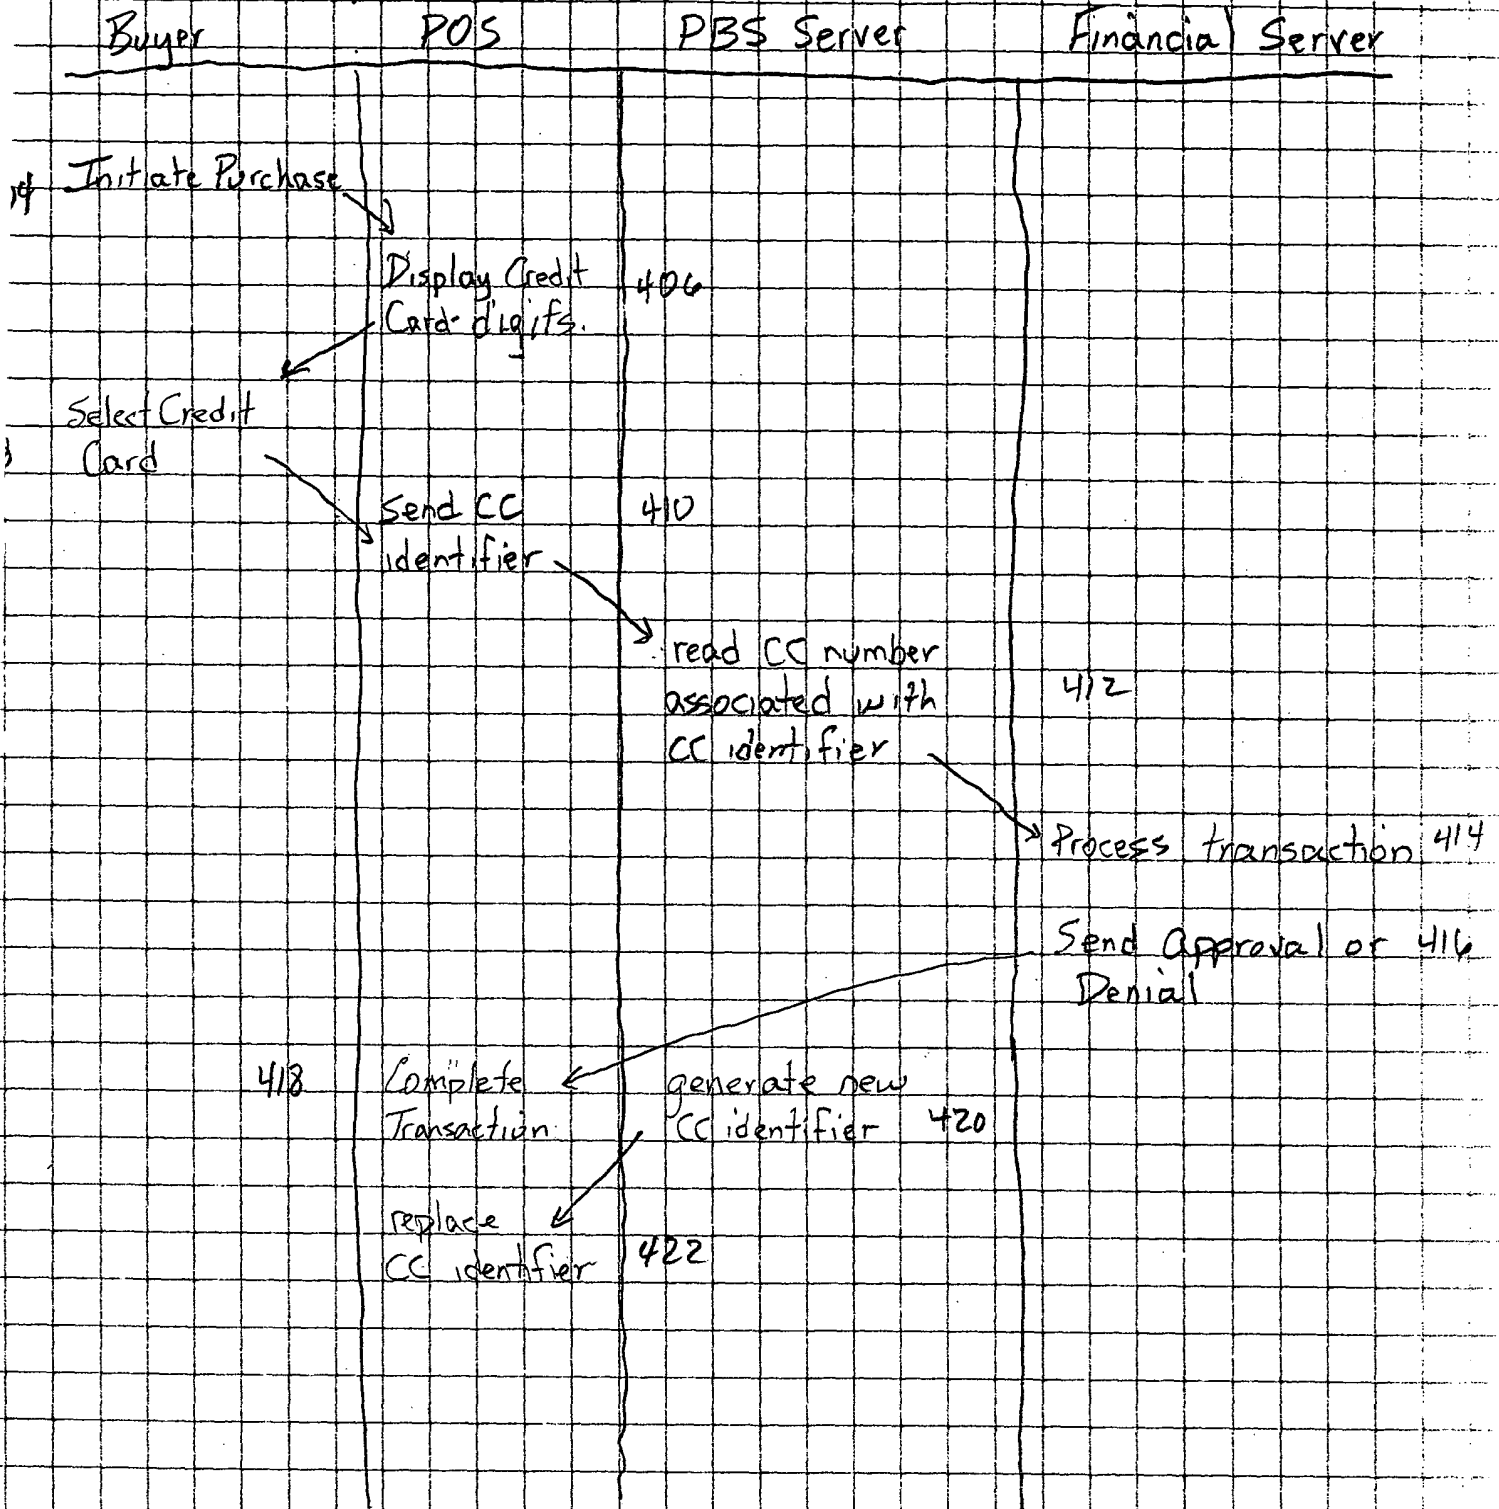 Buyer POS PBS Server Financial Server
Initiate Purchase
Display Credit 406
Card digits.
Select Credit
Card
Send CC 410
identifier
read CC number
associated with 412
CC identifier
Process transaction 414
Send Approval or 416
Denial
418 Complete generate new
Transaction CC identifier 420
replace
CC identifier 422